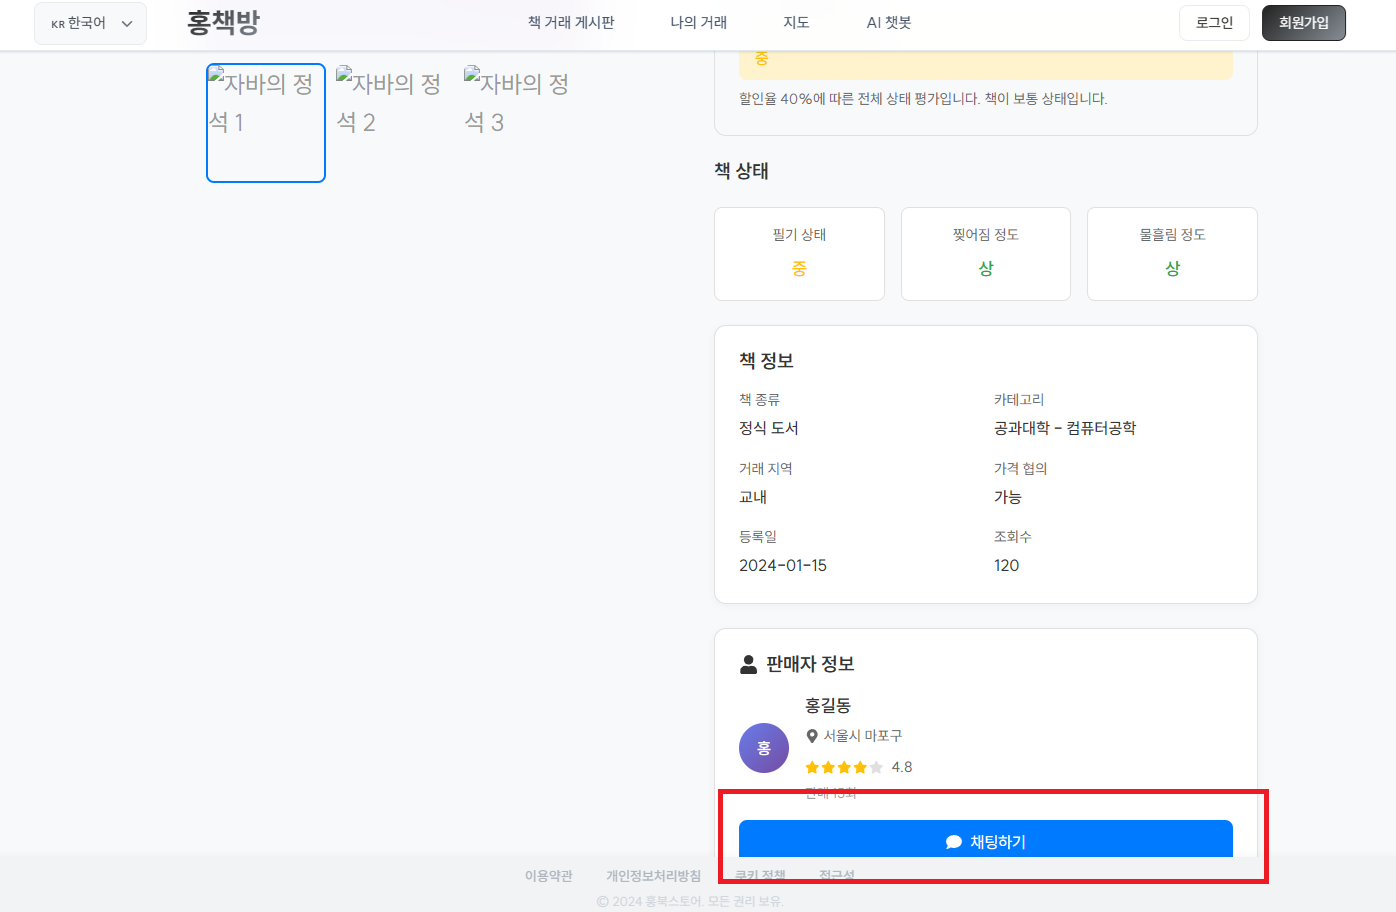 KR 한국어
홍책방
책 거래 게시판
나의 거래
지도
AI 챗봇
로그인
회원가입
자바의 정석 1
자바의 정석 2
자바의 정석 3
중
할인율 40%에 따른 전체 상태 평가입니다. 책이 보통 상태입니다.
책 상태
필기 상태
중
찢어짐 정도
상
물흘림 정도
상
책 정보
책 종류
정식 도서
카테고리
공과대학 - 컴퓨터공학
거래 지역
교내
가격 협의
가능
등록일
2024-01-15
조회수
120
판매자 정보
홍
홍길동
서울시 마포구
4.8
판매 15회
채팅하기
이용약관
개인정보처리방침
쿠키 정책
접근성
© 2024 홍북스토어. 모든 권리 보유.